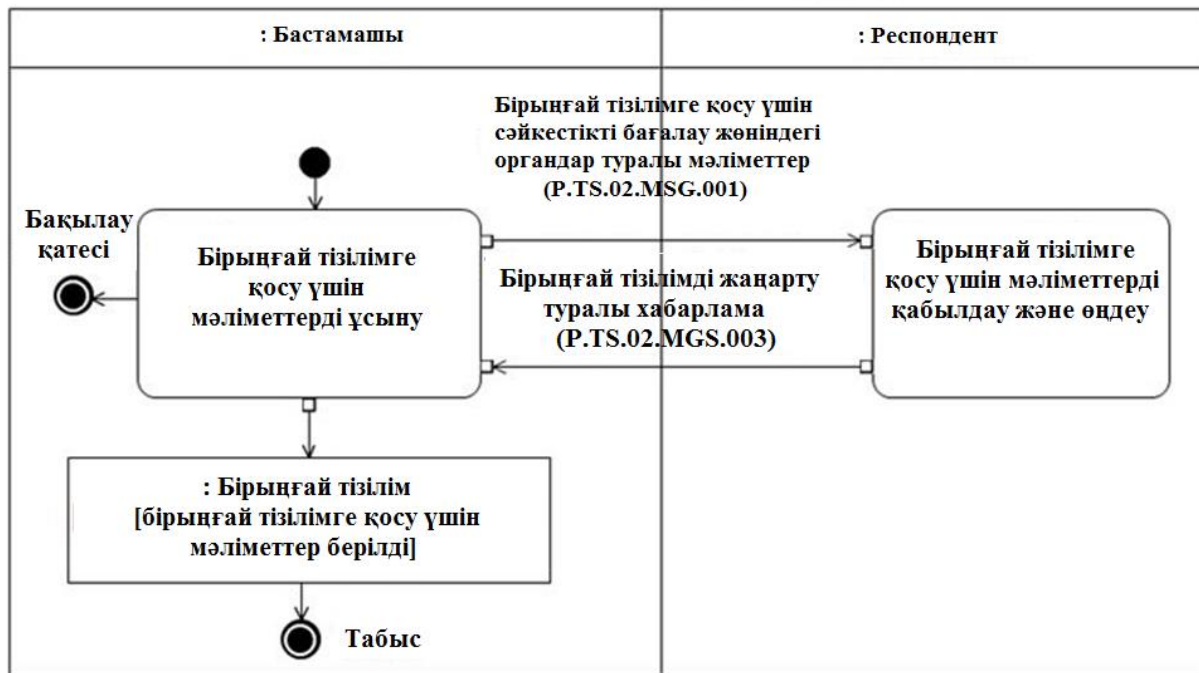 : Бастамашы
: Респондент
Бірыңғай тізілімге қосу үшін
сәйкестікті бағалау жөніндегі
органдар туралы мәліметтер
(P.TS.02.MSG.001)
Бақылау
қатесі
Бірыңғай тізілімге
қосу үшін
мәліметтерді ұсыну
Бірыңғай тізілімді жаңарту
туралы хабарлама
(P.TS.02.MGS.003)
Бірыңғай тізілімге
қосу үшін мәліметтерді
қабылдау және өңдеу
: Бірыңғай тізілім
[бірыңғай тізілімге қосу үшін
мәліметтер берілді]
Табыс